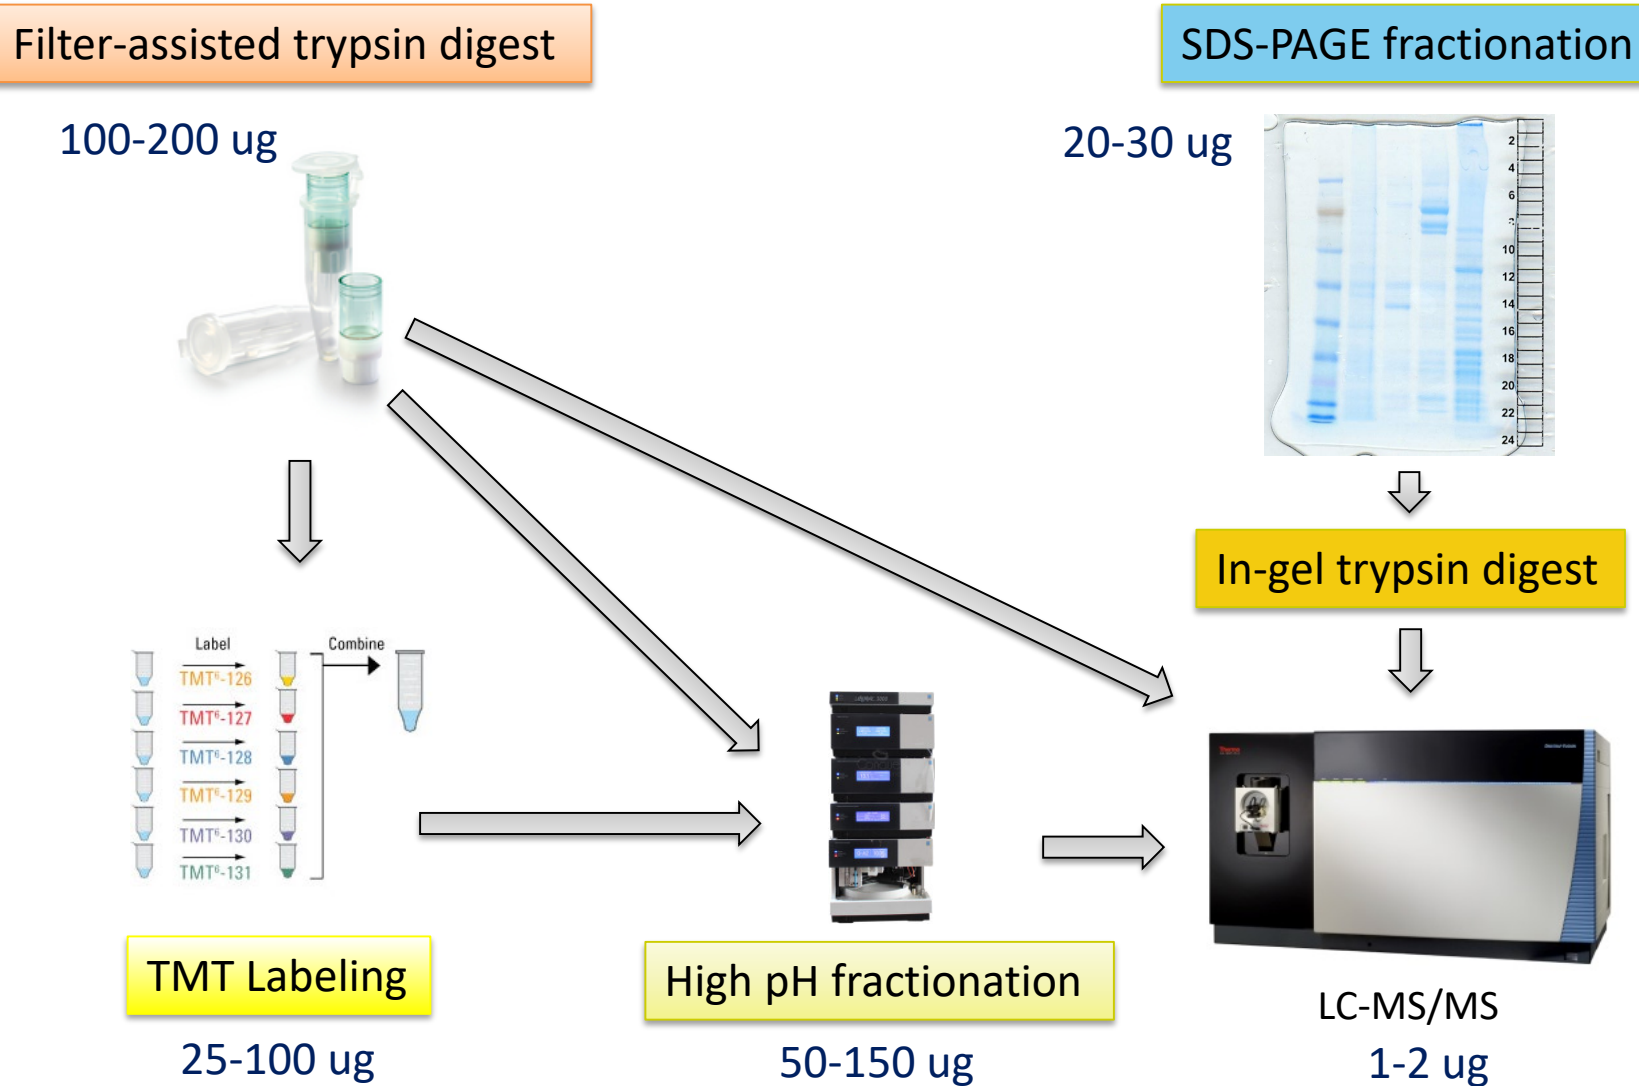 Filter-assisted trypsin digest
SDS-PAGE fractionation
100-200 ug
20-30 ug
2
4
6
10
12
14
16
18
20
22
24
In-gel trypsin digest
Label
Combine
TMT⁶-126
TMT⁶-127
TMT⁶-128
TMT⁶-129
TMT⁶-130
TMT⁶-131
Thermo
TMT Labeling
High pH fractionation
LC-MS/MS
25-100 ug
50-150 ug
1-2 ug